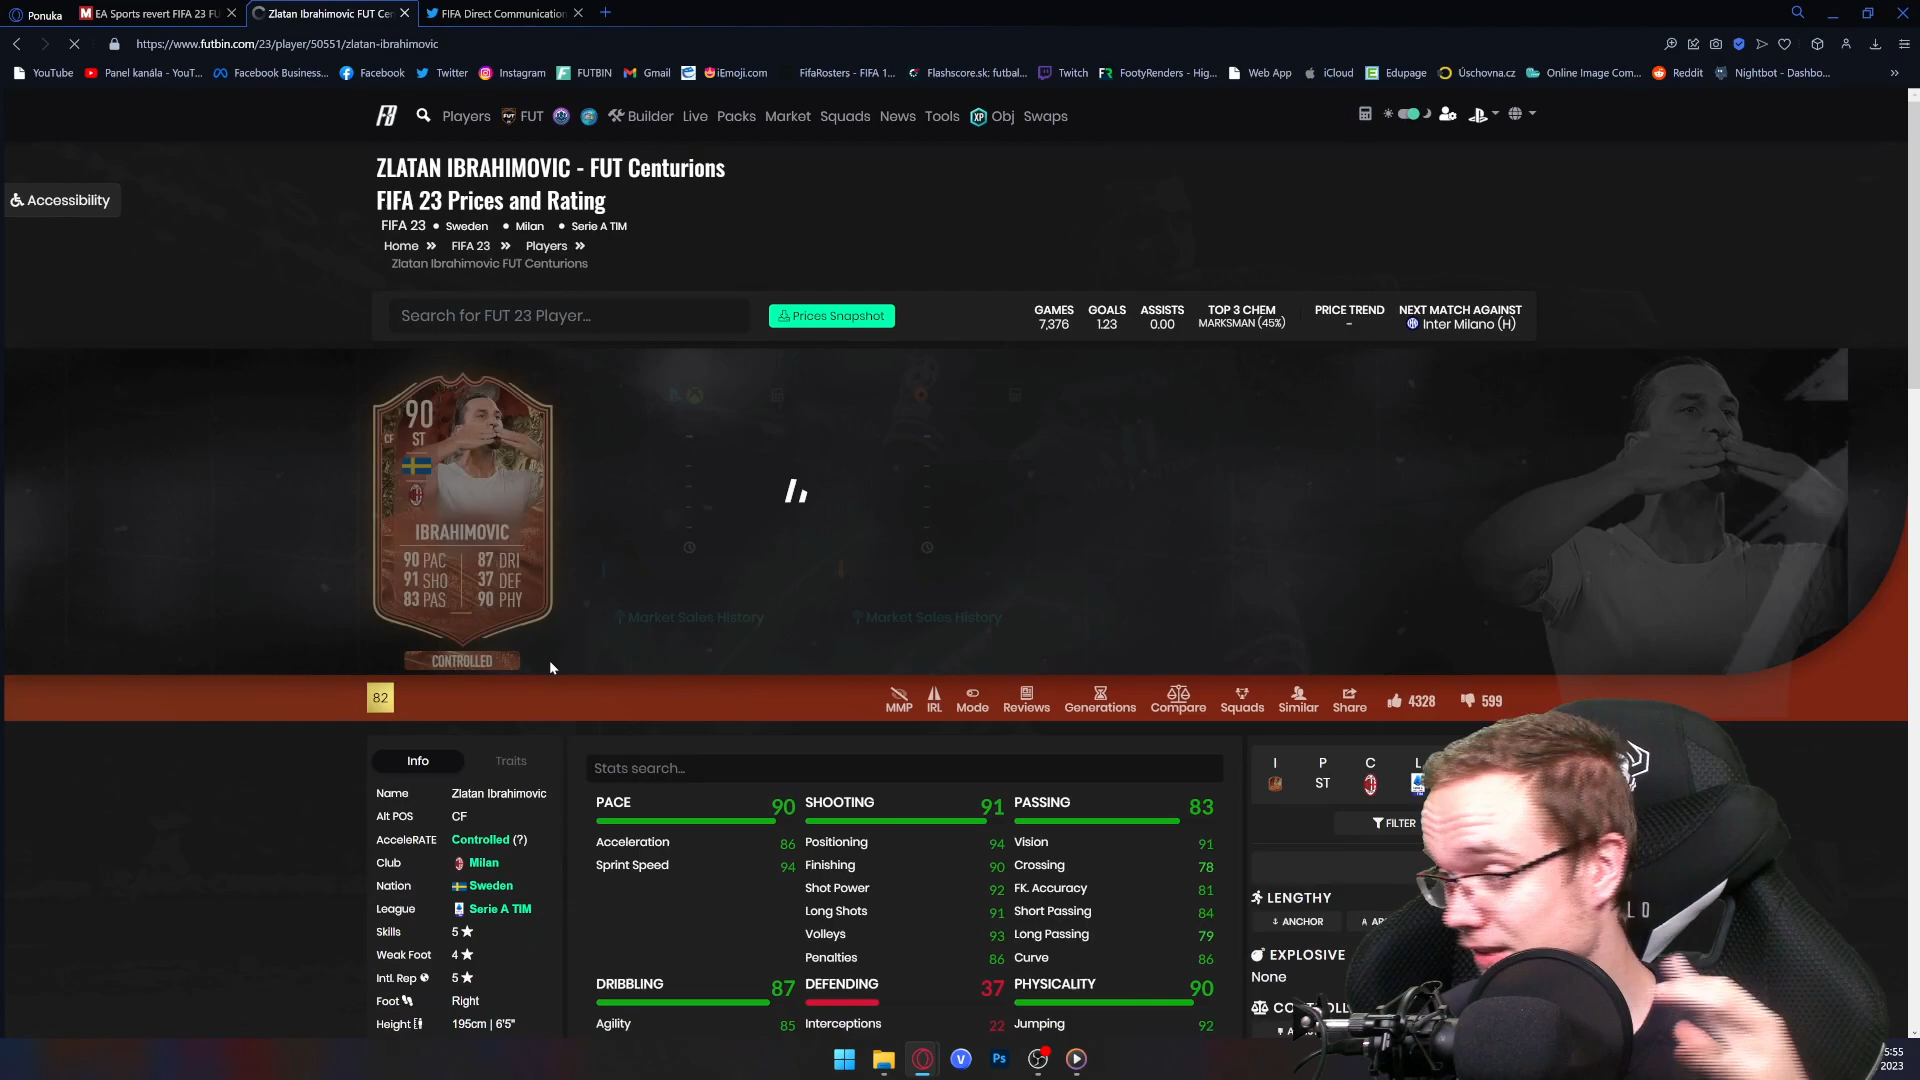 Ponuka
EA Sports revert FIFA 23 FU
Zlatan Ibrahimovic FUT Cen
FIFA Direct Communication
https://www.futbin.com/23/player/50551/zlatan-ibrahimovic
YouTube
Panel kanála - YouT...
Facebook Business...
Facebook
Twitter
Instagram
FUTBIN
Gmail
iEmoji.com
FifaRosters - FIFA 1...
Flashscore.sk: futbal...
Twitch
FootyRenders - Hig...
Web App
iCloud
Edupage
Úschovna.cz
Online Image Com...
Reddit
Nightbot - Dashbo...
Players FUT Builder Live Packs Market Squads News Tools Obj Swaps
ZLATAN IBRAHIMOVIC - FUT Centurions
FIFA 23 Prices and Rating
FIFA 23 • Sweden • Milan • Serie A TIM
Home » FIFA 23 » Players »
Zlatan Ibrahimovic FUT Centurions
Accessibility
Search for FUT 23 Player...
Prices Snapshot
GAMES 7,376
GOALS 1.23
ASSISTS 0.00
TOP 3 CHEM MARKSMAN (45%)
PRICE TREND -
NEXT MATCH AGAINST Inter Milano (H)
90
CF ST
IBRAHIMOVIC
90 PAC 87 DRI
91 SHO 37 DEF
83 PAS 90 PHY
CONTROLLED
Market Sales History
Market Sales History
82
MMP IRL Mode Reviews Generations Compare Squads Similar Share 4328 599
Info Traits
Name Zlatan Ibrahimovic
Alt POS CF
AcceleRATE Controlled (?)
Club Milan
Nation Sweden
League Serie A TIM
Skills 5
Weak Foot 4
Intl. Rep 5
Foot Right
Height 195cm | 6'5"
Stats search...
PACE 90
Acceleration 86
Sprint Speed 94
SHOOTING 91
Positioning 94
Finishing 90
Shot Power 92
Long Shots 91
Volleys 93
Penalties 86
PASSING 83
Vision 91
Crossing 78
FK. Accuracy 81
Short Passing 84
Long Passing 79
Curve 86
DRIBBLING 87
Agility 85
DEFENDING 37
Interceptions 22
PHYSICALITY 90
Jumping 92
I P C L
ST
FILTER
LENGTHY
ANCHOR
EXPLOSIVE
None
5:55
2023